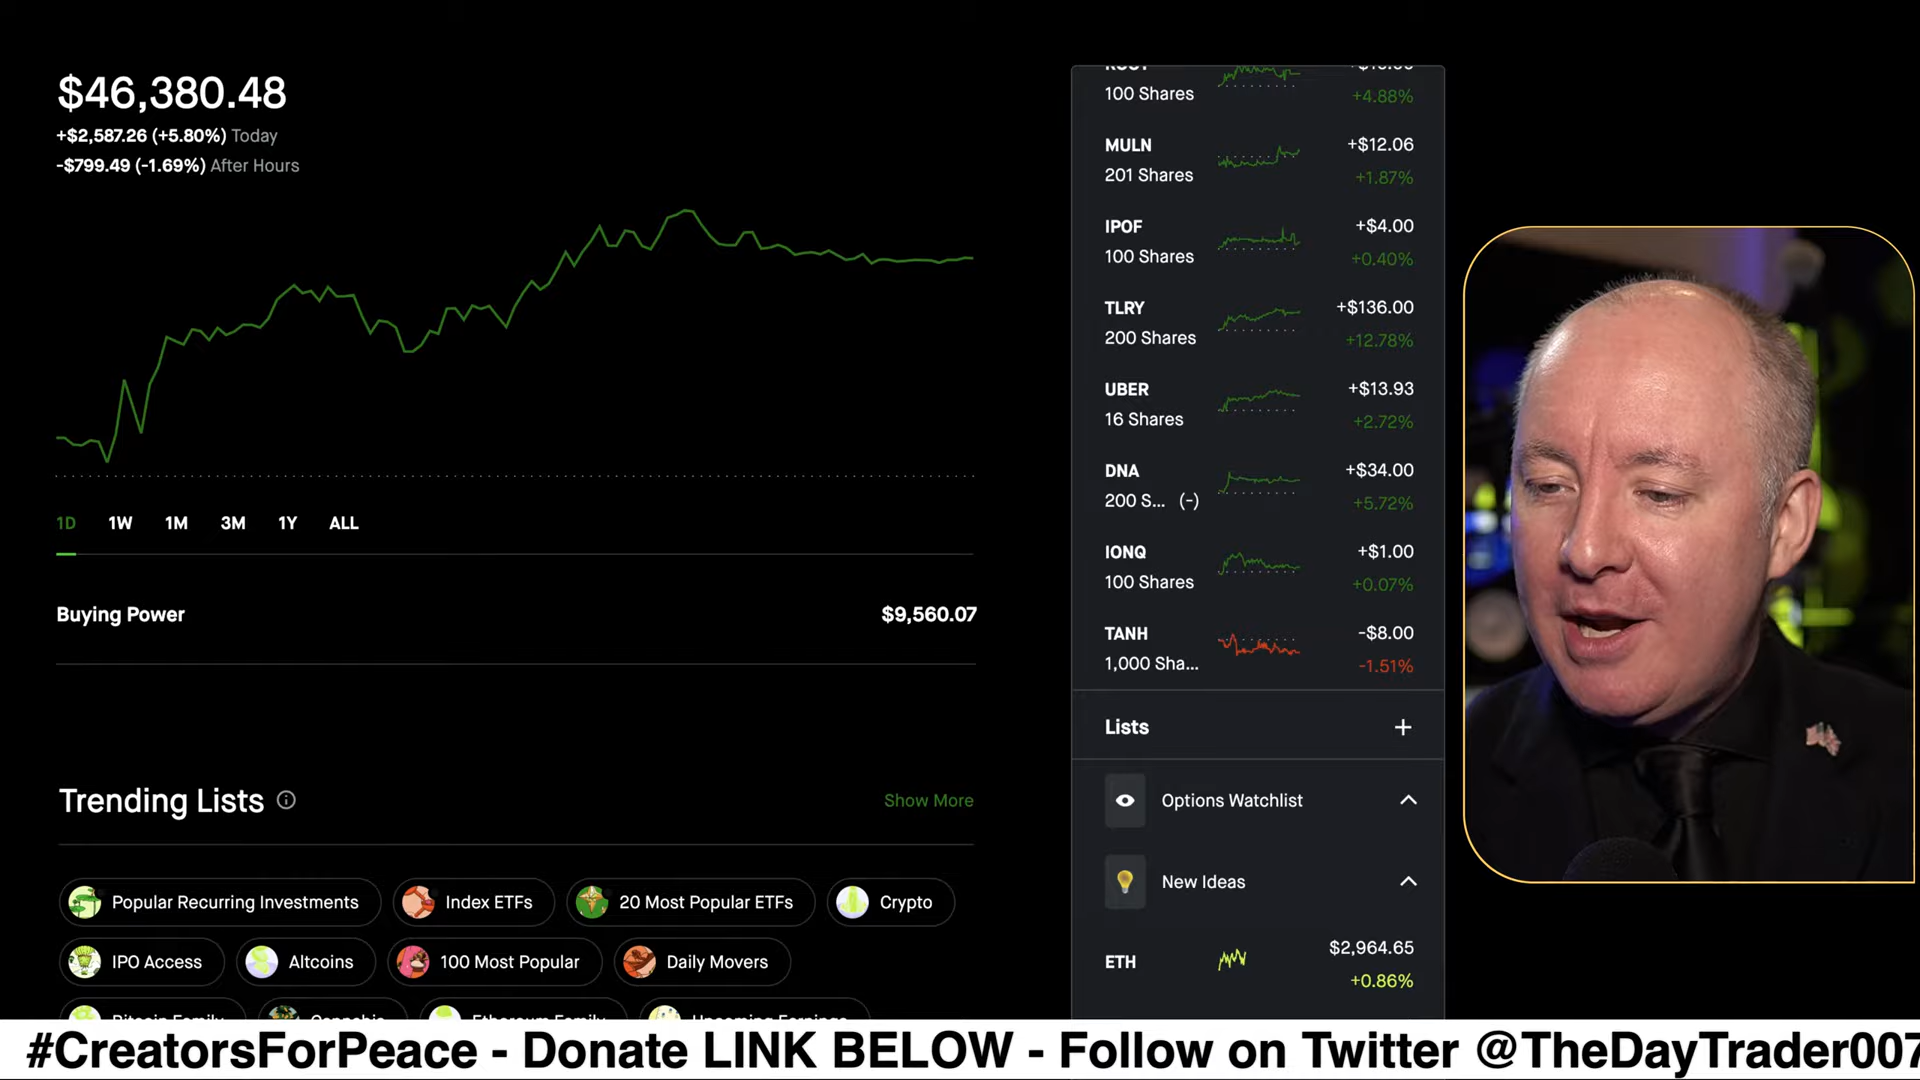 $46,380.48
+$2,587.26 (+5.80%) Today
-$799.49 (-1.69%) After Hours
1D 1W 1M 3M 1Y ALL
Buying Power $9,560.07
Trending Lists Show More
Popular Recurring Investments Index ETFs 20 Most Popular ETFs Crypto
IPO Access Altcoins 100 Most Popular Daily Movers
100 Shares +4.88%
MULN +$12.06
201 Shares +1.87%
IPOF +$4.00
100 Shares +0.40%
TLRY +$136.00
200 Shares +12.78%
UBER +$13.93
16 Shares +2.72%
DNA +$34.00
200 S... (-) +5.72%
IONQ +$1.00
100 Shares +0.07%
TANH -$8.00
1,000 Sha... -1.51%
Lists +
Options Watchlist
New Ideas
ETH $2,964.65
+0.86%
#CreatorsForPeace - Donate LINK BELOW - Follow on Twitter @TheDayTrader007